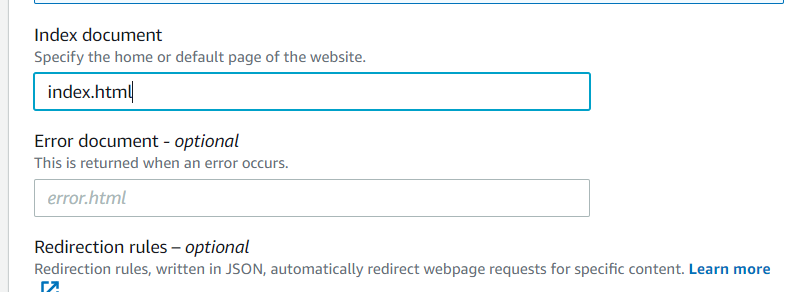 Index document
Specify the home or default page of the website.
index.html
Error document - optional
This is returned when an error occurs.
error.html
Redirection rules – optional
Redirection rules, written in JSON, automatically redirect webpage requests for specific content. Learn more